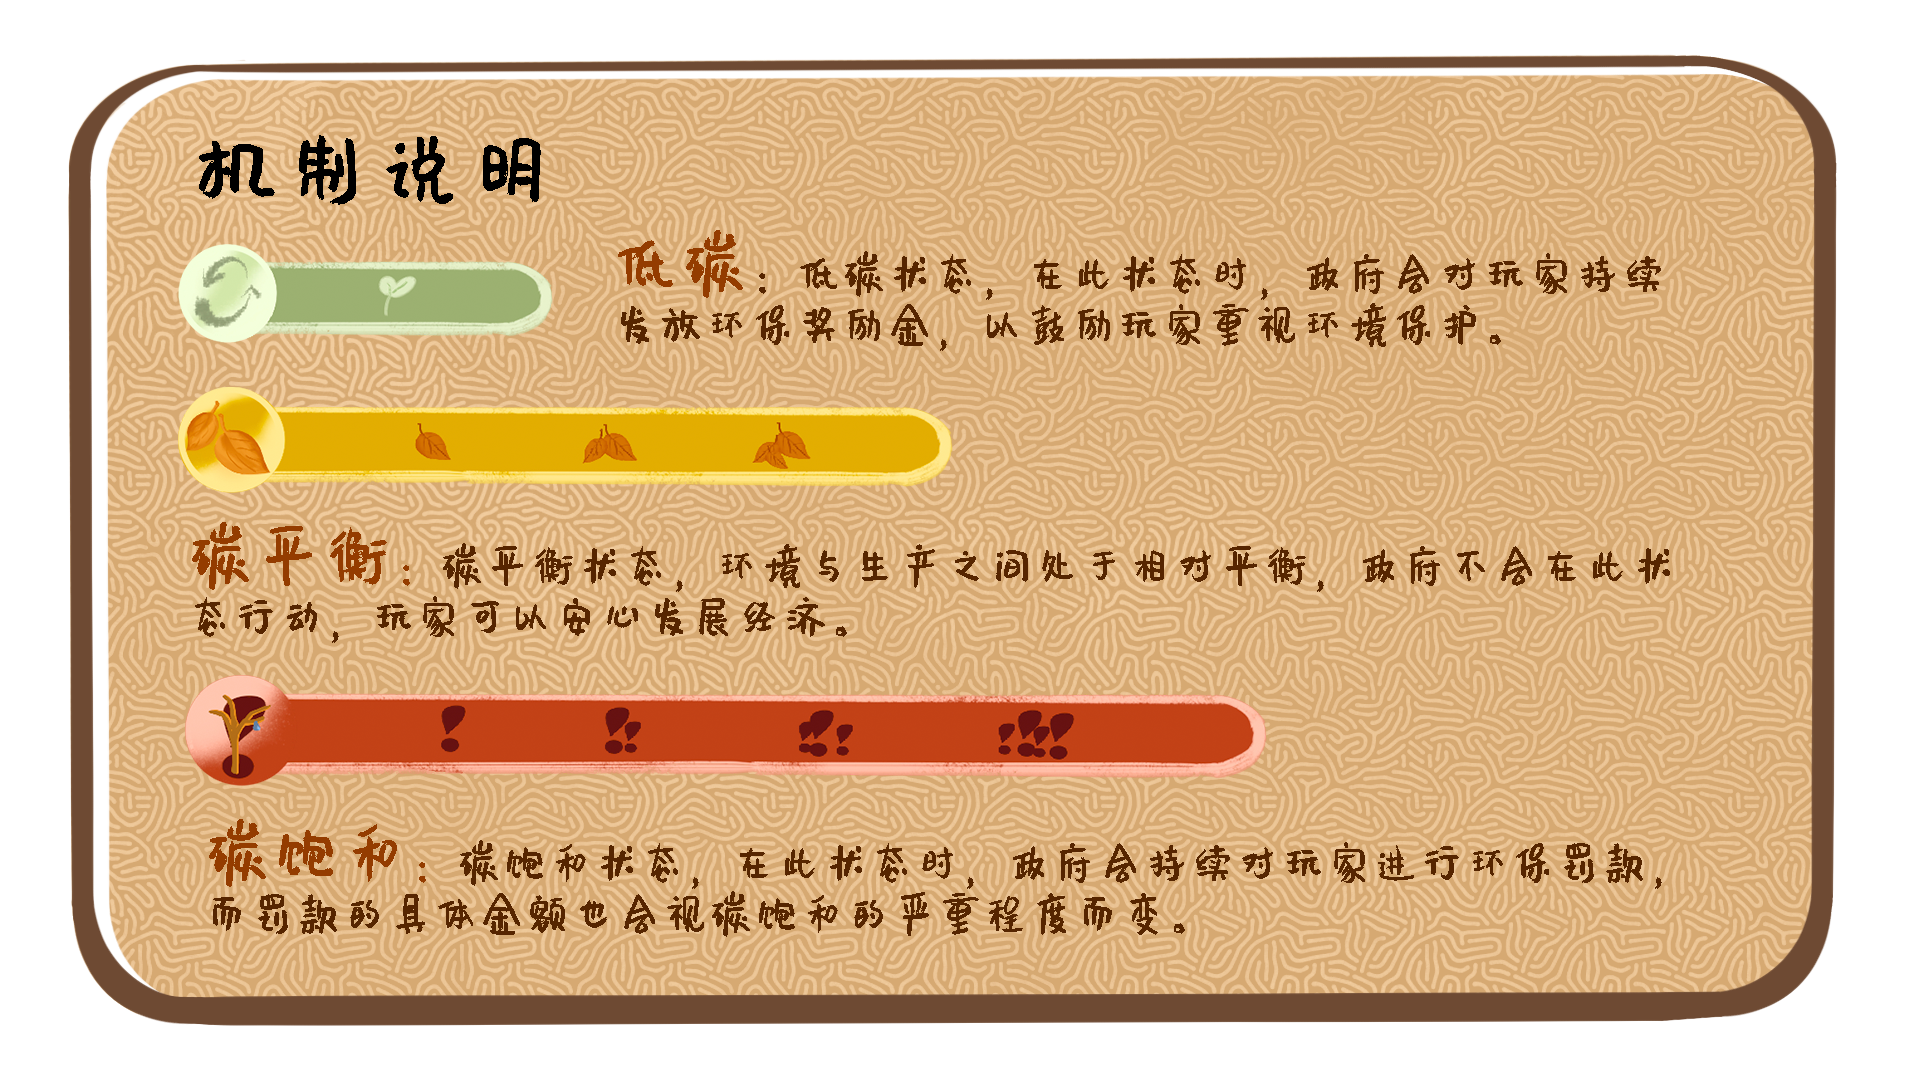 机制说明
低碳：低碳状态，在此状态时，政府会对玩家持续
发放环保奖励金，以鼓励玩家重视环境保护。
碳平衡：碳平衡状态，环境与生产之间处于相对平衡，政府不会在此状
态行动，玩家可以安心发展经济。
碳饱和：碳饱和状态，在此状态时，政府会持续对玩家进行环保罚款，
而罚款的具体金额也会视碳饱和的严重程度而变。